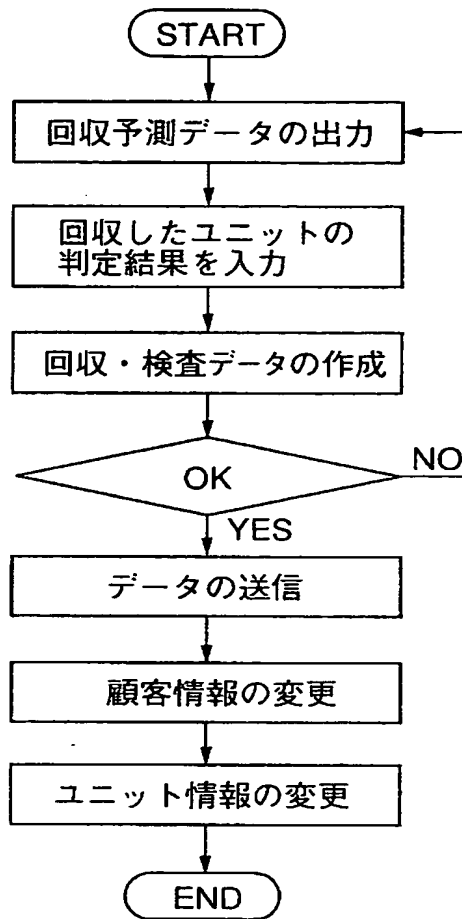 START
回収予測データの出力
回収したユニットの
判定結果を入力
回収・検査データの作成
OK
NO
YES
データの送信
顧客情報の変更
ユニット情報の変更
END